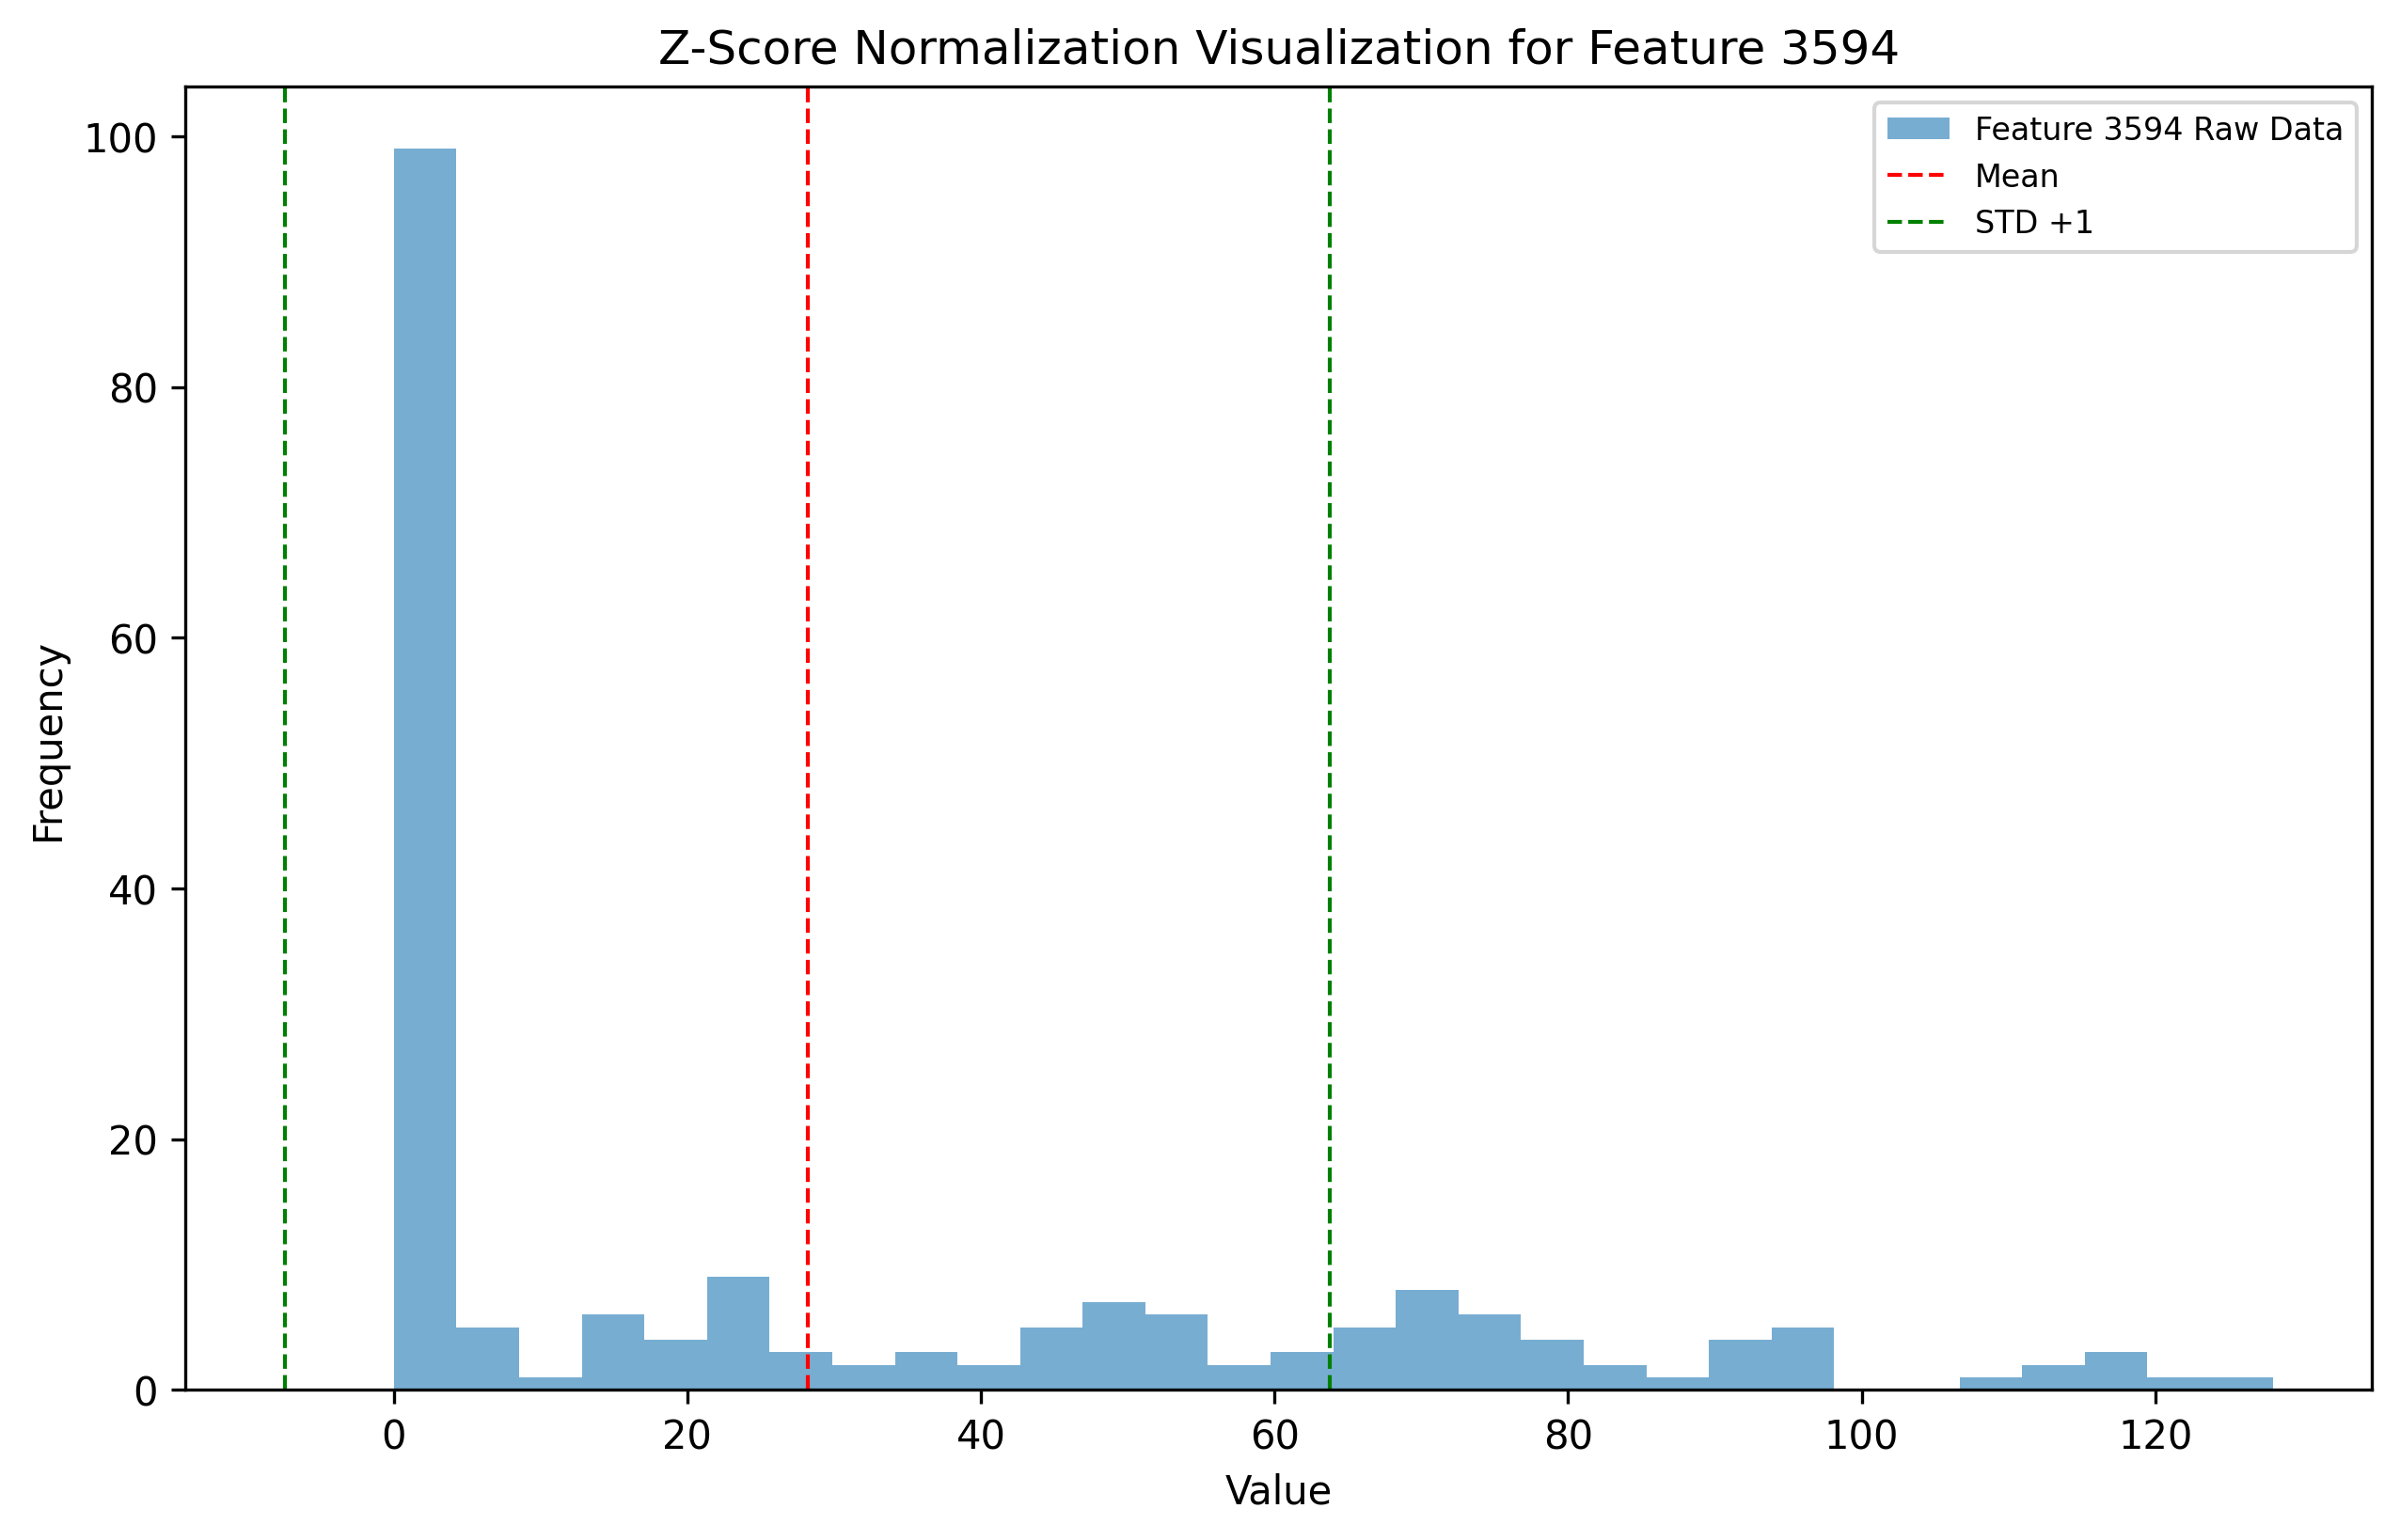 Z-Score Normalization Visualization for Feature 3594
Feature 3594 Raw Data
Mean
STD +1
100
80
60
40
20
0
Frequency
0 20 40 60 80 100 120
Value